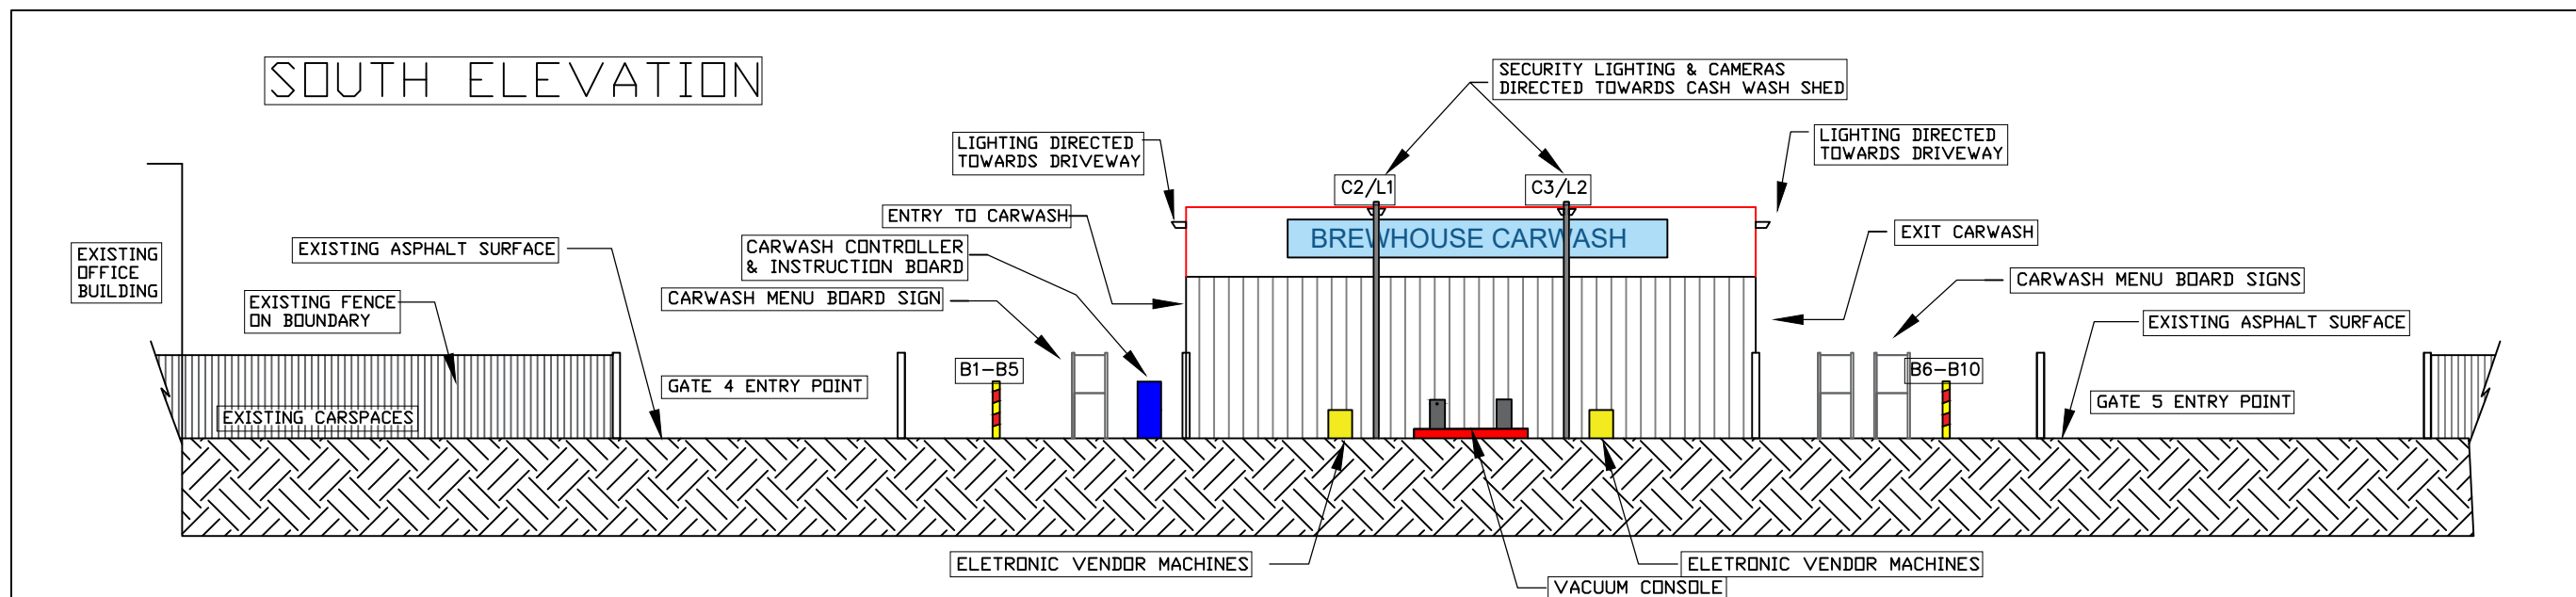 SOUTH ELEVATION
SECURITY LIGHTING & CAMERAS
DIRECTED TOWARDS CASH WASH SHED
LIGHTING DIRECTED
TOWARDS DRIVEWAY
LIGHTING DIRECTED
TOWARDS DRIVEWAY
C2/L1
C3/L2
ENTRY TO CARWASH
BREWHOUSE CARWASH
EXIT CARWASH
EXISTING
OFFICE
BUILDING
EXISTING ASPHALT SURFACE
CARWASH CONTROLLER
& INSTRUCTION BOARD
CARWASH MENU BOARD SIGN
CARWASH MENU BOARD SIGNS
EXISTING FENCE
ON BOUNDARY
EXISTING ASPHALT SURFACE
B1-B5
B6-B10
GATE 4 ENTRY POINT
GATE 5 ENTRY POINT
EXISTING CARSPACES
ELETRONIC VENDOR MACHINES
ELETRONIC VENDOR MACHINES
VACUUM CONSOLE